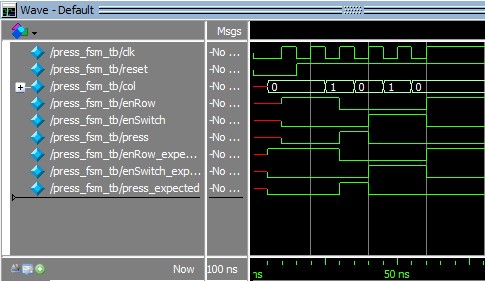 Wave - Default
Msgs
/press_fsm_tb/clk -No ...
/press_fsm_tb/reset -No ...
/press_fsm_tb/col -No ... 0 1 0 1 0
/press_fsm_tb/enRow -No ...
/press_fsm_tb/enSwitch -No ...
/press_fsm_tb/press -No ...
/press_fsm_tb/enRow_expe... -No ...
/press_fsm_tb/enSwitch_exp... -No ...
/press_fsm_tb/press_expected -No ...
Now 100 ns ns 50 ns